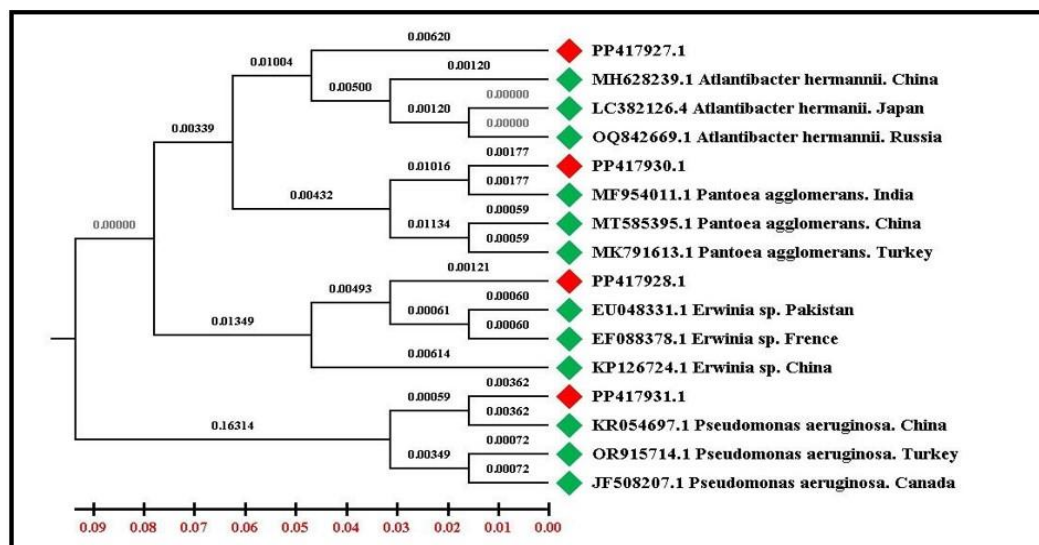 0.00620
PP417927.1
0.01004
0.00120
MH628239.1 Atlantibacter hermannii. China
0.00500
0.00000
LC382126.4 Atlantibacter hermanii. Japan
0.00120
0.00000
OQ842669.1 Atlantibacter hermannii. Russia
0.00339
0.00177
PP417930.1
0.01016
0.00177
MF954011.1 Pantoea agglomerans. India
0.00432
0.00059
MT585395.1 Pantoea agglomerans. China
0.01134
0.00059
MK791613.1 Pantoea agglomerans. Turkey
0.00000
0.00121
PP417928.1
0.00493
0.00060
EU048331.1 Erwinia sp. Pakistan
0.00061
0.00060
EF088378.1 Erwinia sp. Frence
0.01349
0.00614
KP126724.1 Erwinia sp. China
0.00362
PP417931.1
0.00059
0.00362
KR054697.1 Pseudomonas aeruginosa. China
0.16314
0.00072
OR915714.1 Pseudomonas aeruginosa. Turkey
0.00349
0.00072
JF508207.1 Pseudomonas aeruginosa. Canada
0.09 0.08 0.07 0.06 0.05 0.04 0.03 0.02 0.01 0.00